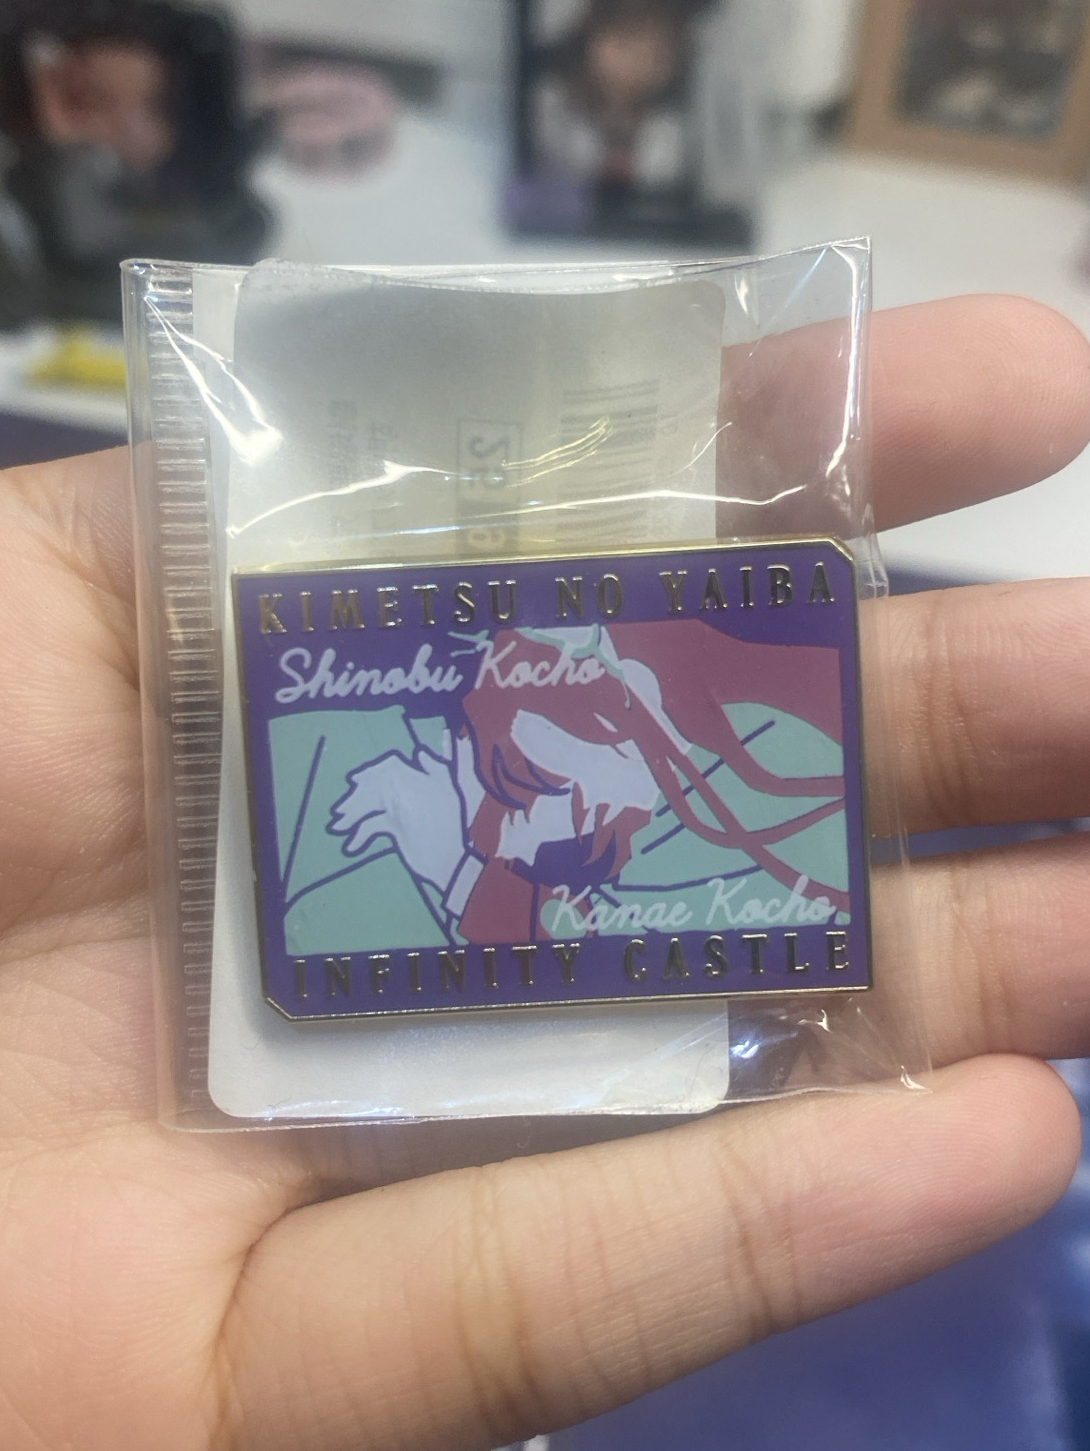 KIMETSU NO YAIBA
Shinobu Kocho
Kanae Kocho
INFINITY CASTLE